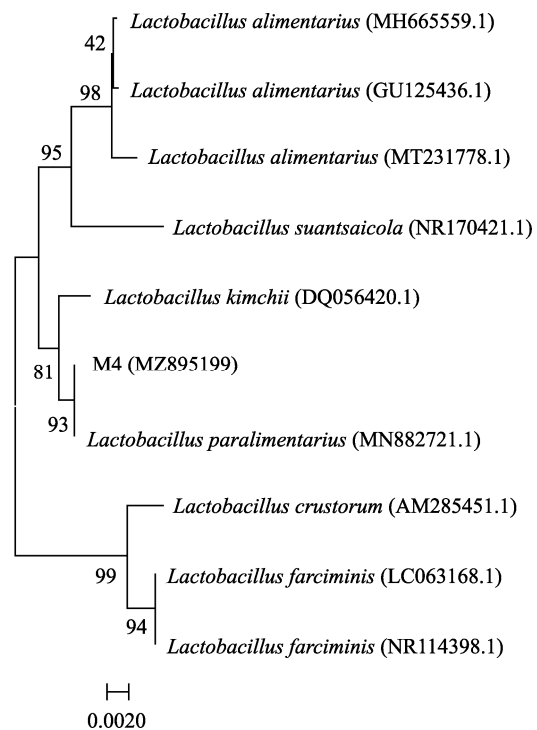 Lactobacillus alimentarius (MH665559.1)
42
Lactobacillus alimentarius (GU125436.1)
98
Lactobacillus alimentarius (MT231778.1)
95
Lactobacillus suantsaicola (NR170421.1)
Lactobacillus kimchii (DQ056420.1)
M4 (MZ895199)
81
93
Lactobacillus paralimentarius (MN882721.1)
Lactobacillus crustorum (AM285451.1)
99
Lactobacillus farciminis (LC063168.1)
94
Lactobacillus farciminis (NR114398.1)
0.0020